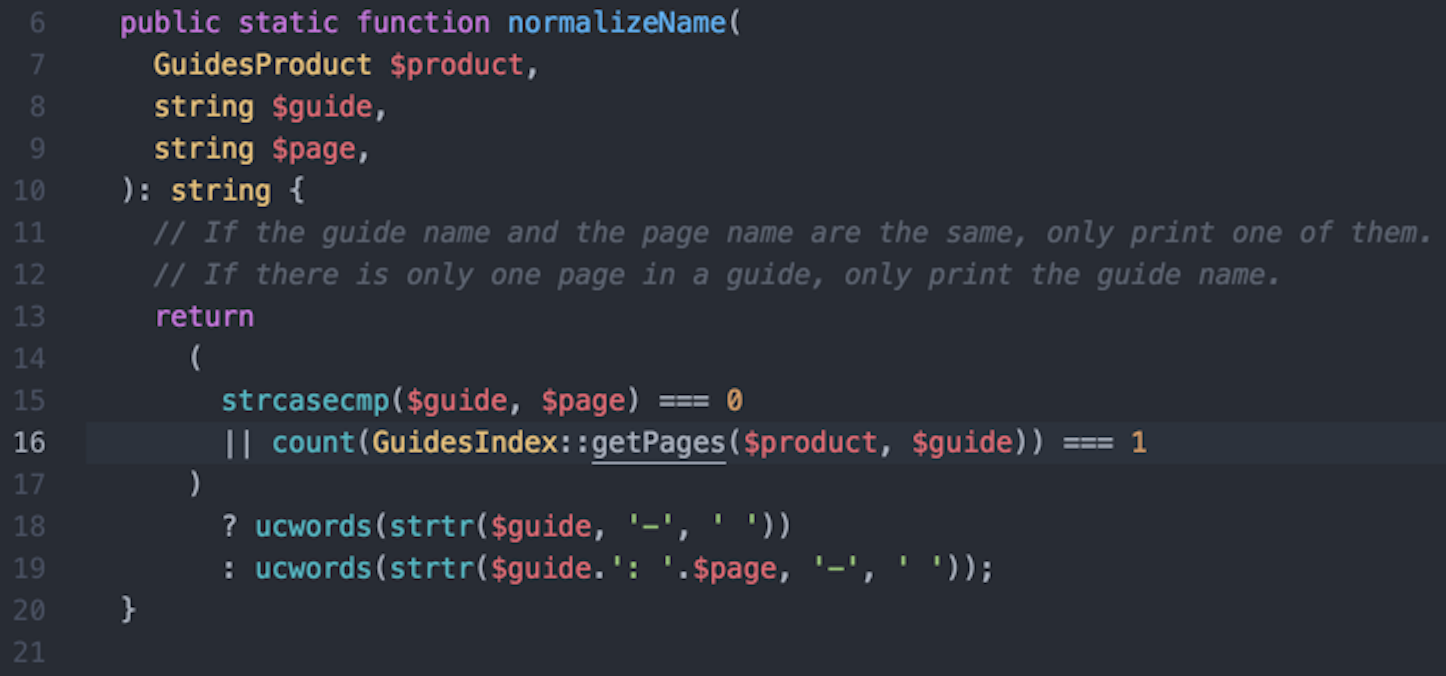 6 public static function normalizeName(
7 GuidesProduct $product,
8 string $guide,
9 string $page,
10 ): string {
11 // If the guide name and the page name are the same, only print one of them.
12 // If there is only one page in a guide, only print the guide name.
13 return
14 (
15 strcasecmp($guide, $page) === 0
16 || count(GuidesIndex::getPages($product, $guide)) === 1
17 )
18 ? ucwords(strtr($guide, '-', ' '))
19 : ucwords(strtr($guide.': '.$page, '-', ' '));
20 }
21